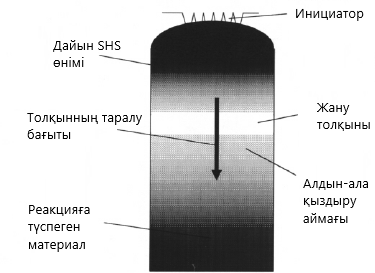 Инициатор
Дайын SHS
өнімі
Толқынның таралу
бағыты
Жану
толқыны
Алдын-ала
қыздыру
аймағы
Реакцияға
түспеген
материал